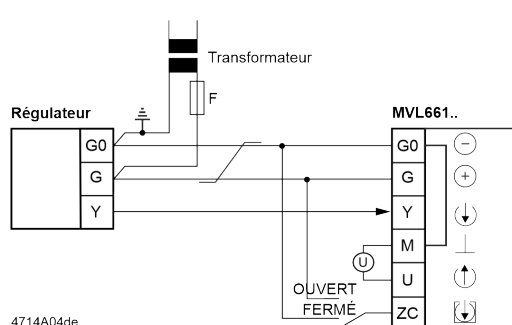 Transformateur
F
Régulateur
MVL661..
G0
G0
G
G
Y
Y
M
U
U
OUVERT
FERMÉ
ZC
4714A04de